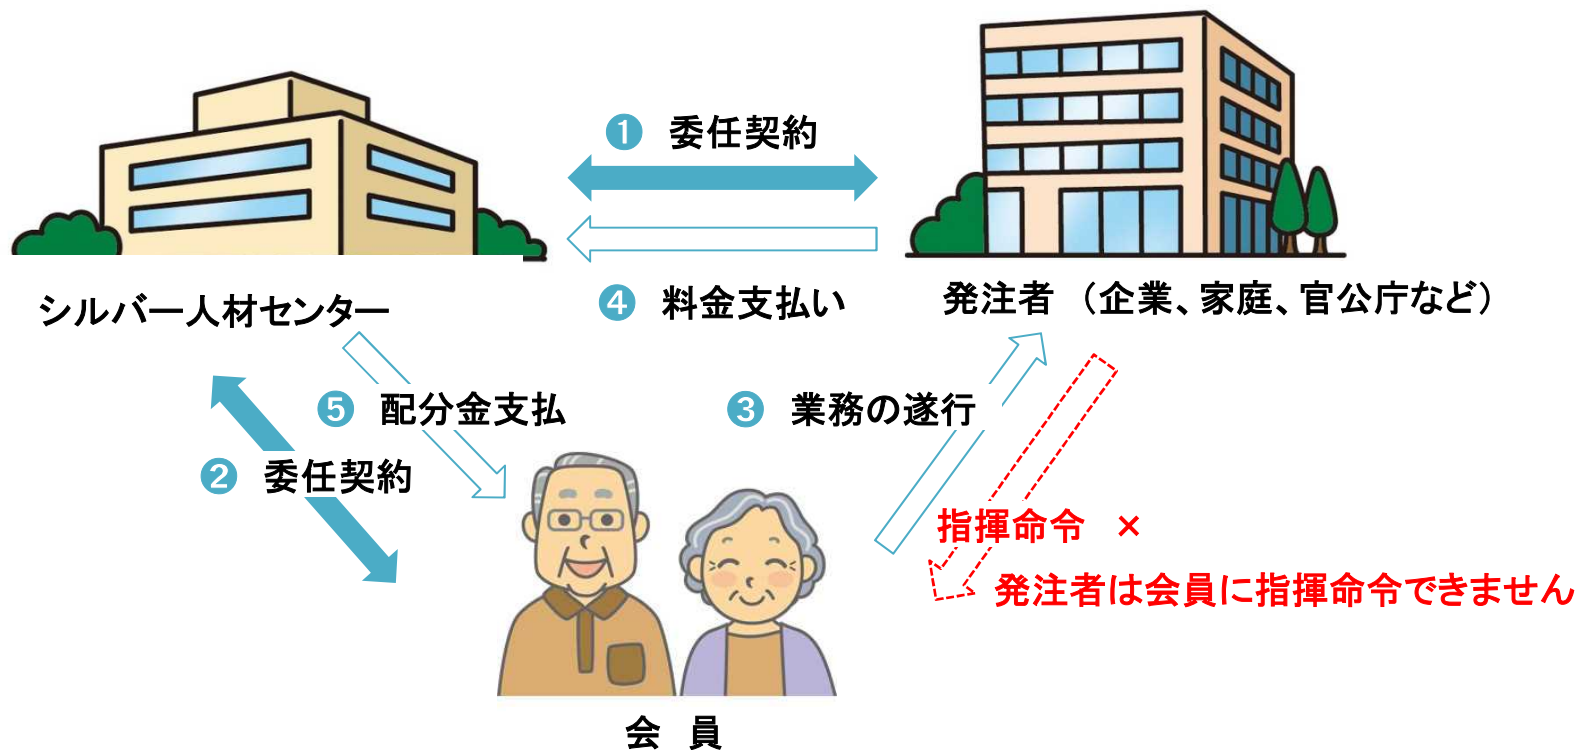 ❶ 委任契約
シルバー人材センター
❹ 料金支払い
発注者 （企業、家庭、官公庁など）
❺ 配分金支払
❸ 業務の遂行
❷ 委任契約
指揮命令 ×
発注者は会員に指揮命令できません
会 員